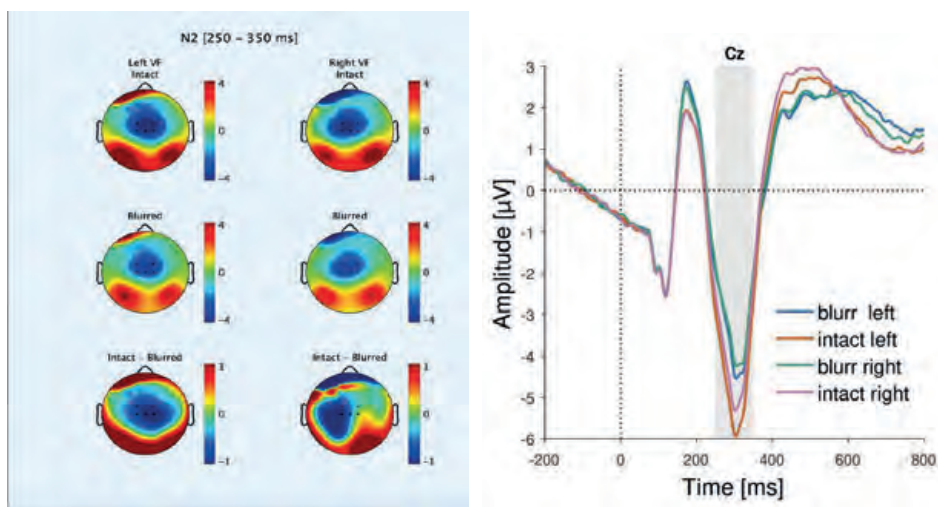 N2 [250 – 350 ms]
Left VF
Intact
Right VF
Intact
4
0
−4
4
0
−4
Blurred
Blurred
4
0
−4
4
0
−4
Intact – Blurred
Intact – Blurred
1
0
−1
1
0
−1
Cz
3
2
1
0
-1
-2
-3
-4
-5
-6
Amplitude [µV]
blurr left
intact left
blurr right
intact right
-200
0
200
400
600
800
Time [ms]